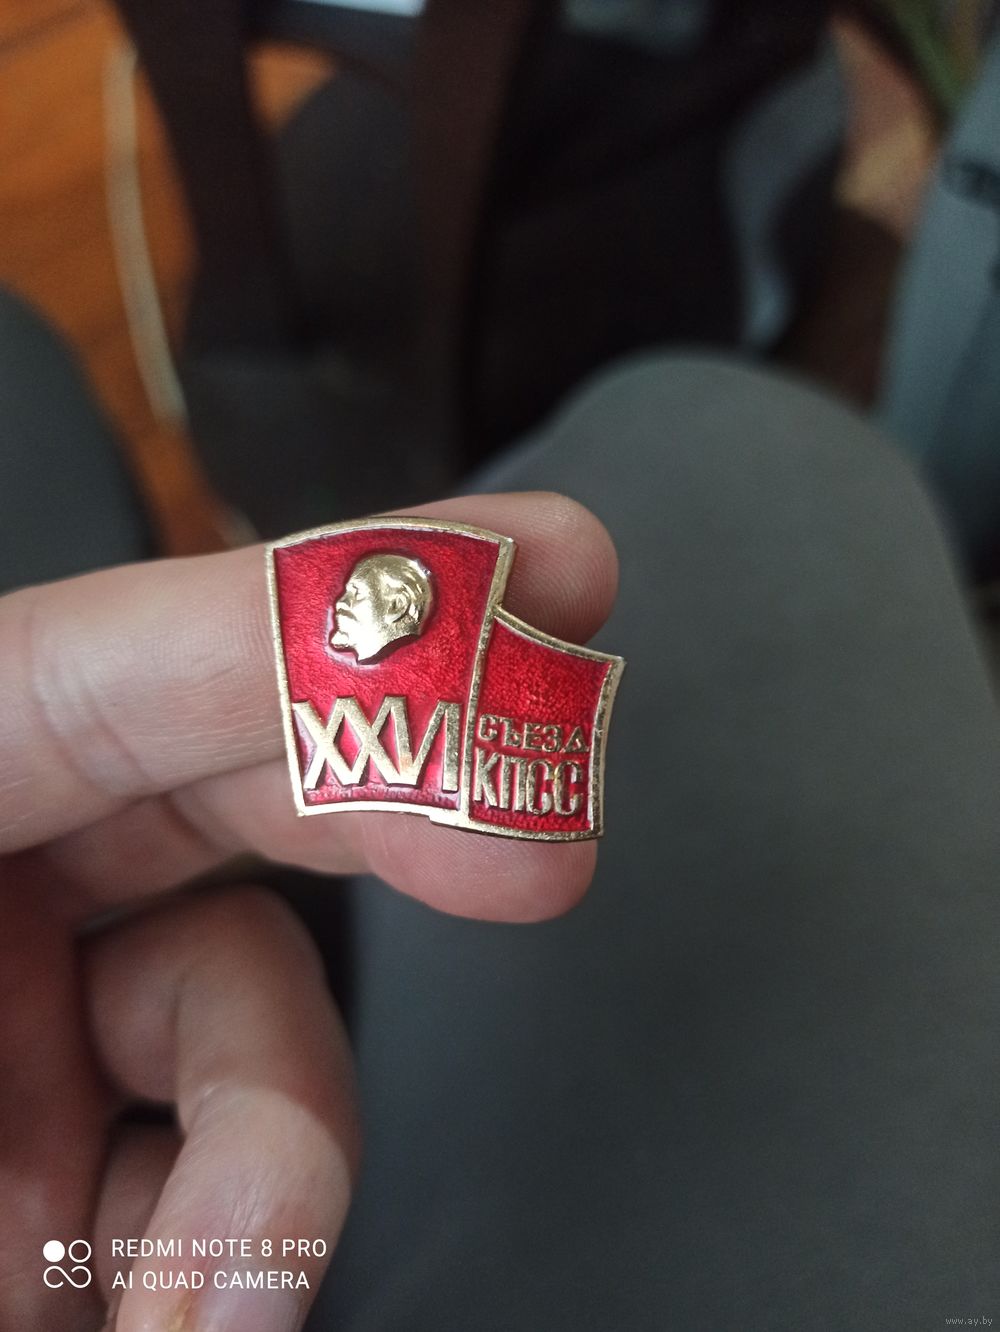 XXVI
СЪЕЗД
КПСС
REDMI NOTE 8 PRO
AI QUAD CAMERA
www.ay.by